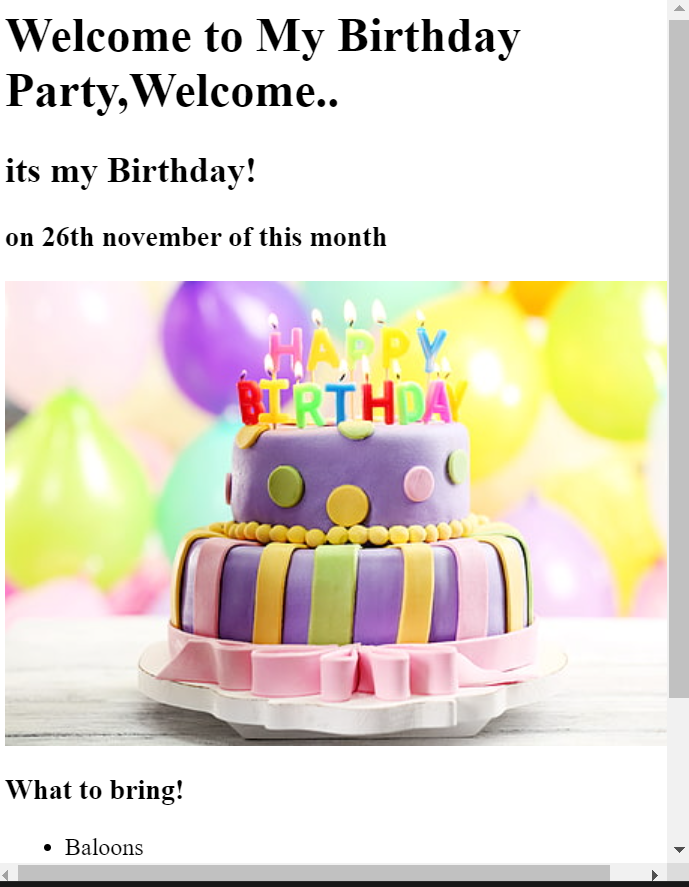 Welcome to My Birthday
Party,Welcome..
its my Birthday!
on 26th november of this month
HAPPY
BIRTHDAY
What to bring!
Baloons